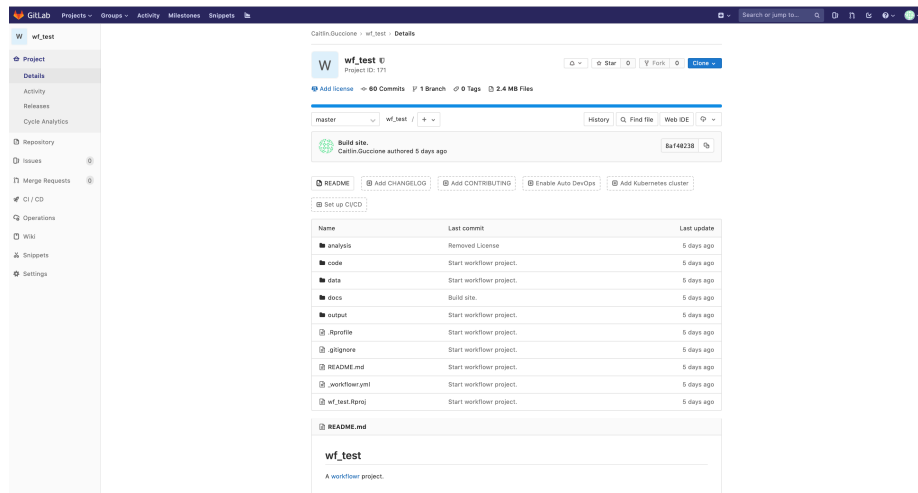 GitLab Projects Groups Activity Milestones Snippets Search or jump to...
W wf_test
Project
Details
Activity
Releases
Cycle Analytics
Repository
Issues 0
Merge Requests 0
CI / CD
Operations
Wiki
Snippets
Settings
Caitlin.Guccione > wf_test > Details
W wf_test
Project ID: 171
Star 0 Fork 0 Clone
Add license 60 Commits 1 Branch 0 Tags 2.4 MB Files
master wf_test / + History Find file Web IDE
Build site.
Caitlin.Guccione authored 5 days ago
8af40238
README Add CHANGELOG Add CONTRIBUTING Enable Auto DevOps Add Kubernetes cluster
Set up CI/CD
Name Last commit Last update
analysis Removed License 5 days ago
code Start workflowr project. 5 days ago
data Start workflowr project. 5 days ago
docs Build site. 5 days ago
output Start workflowr project. 5 days ago
.Rprofile Start workflowr project. 5 days ago
.gitignore Start workflowr project. 5 days ago
README.md Start workflowr project. 5 days ago
_workflowr.yml Start workflowr project. 5 days ago
wf_test.Rproj Start workflowr project. 5 days ago
README.md
wf_test
A workflowr project.